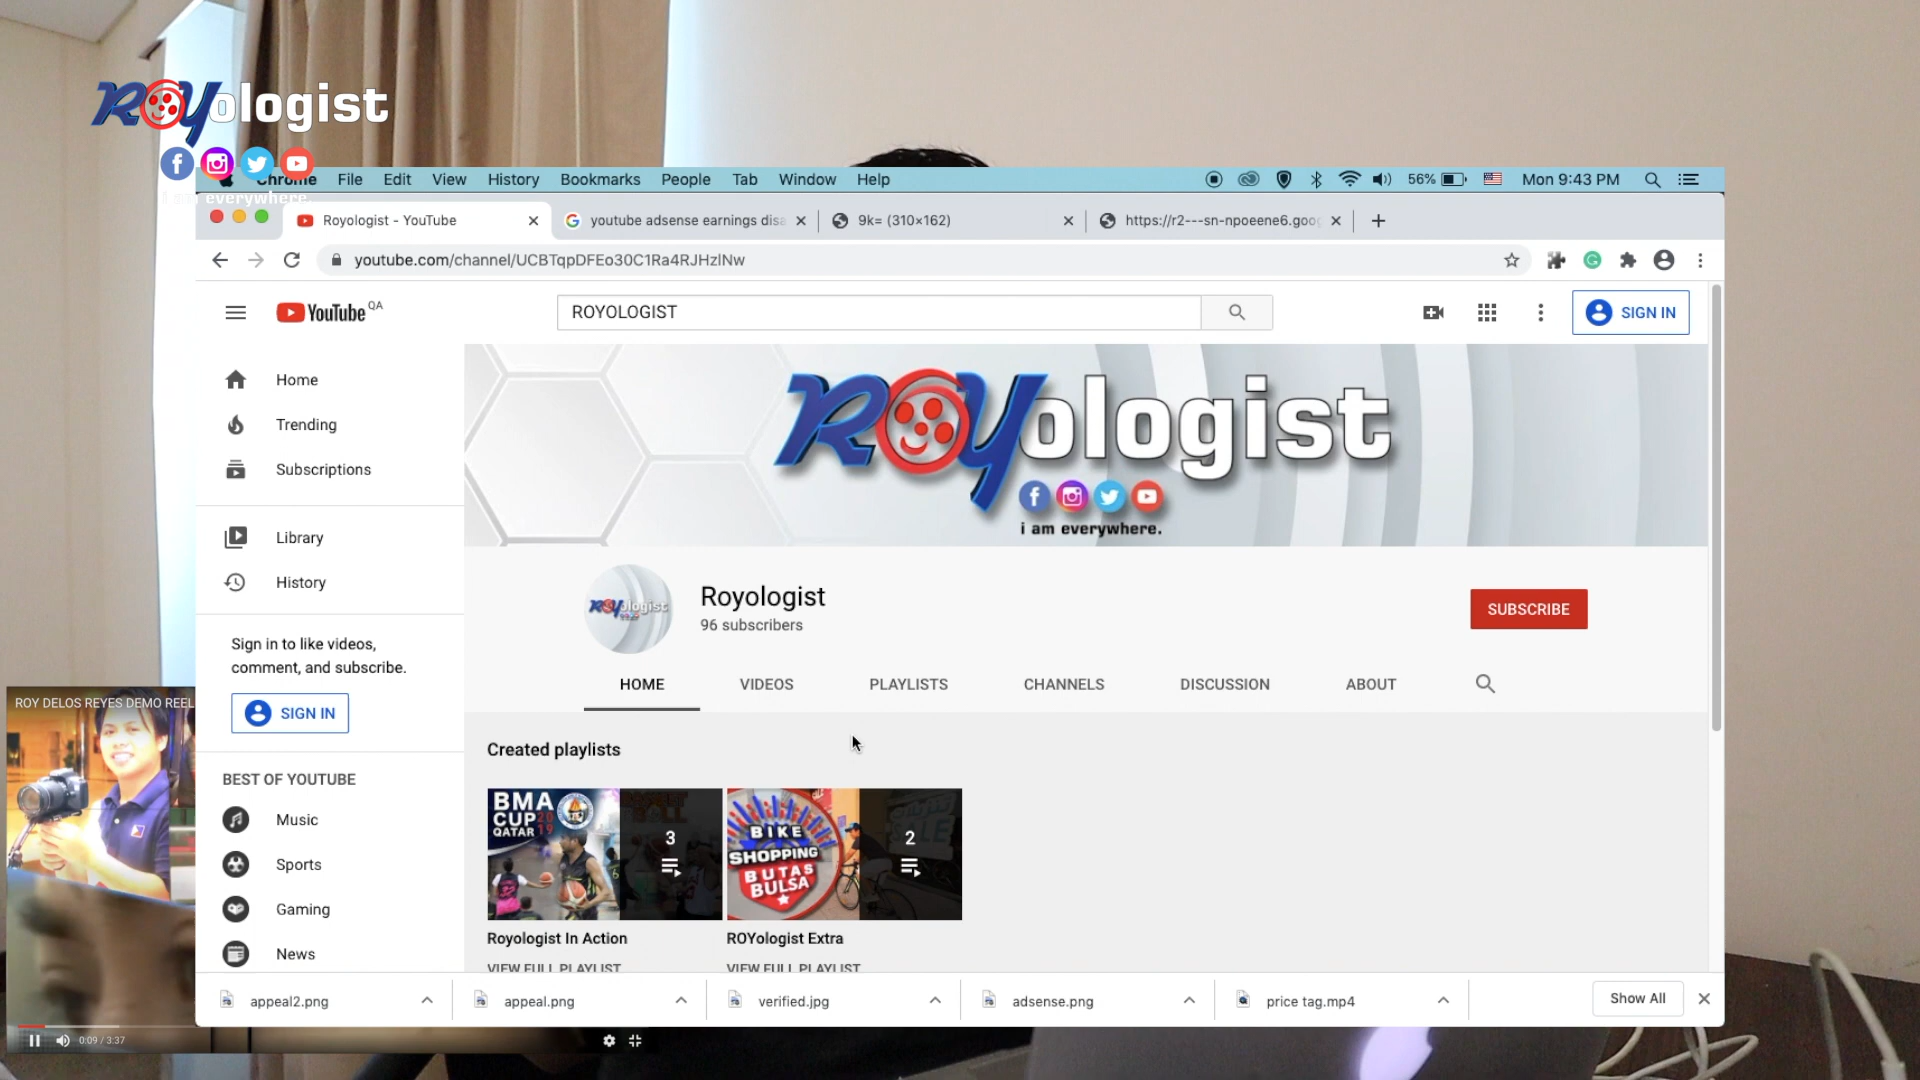 ROYologist
i am everywhere.
Chrome File Edit View History Bookmarks People Tab Window Help 56% Mon 9:43 PM
Royologist - YouTube
youtube adsense earnings disa
9k= (310×162)
https://r2---sn-npoeene6.goog
youtube.com/channel/UCBTqpDFEo30C1Ra4RJHzlNw
YouTube QA
ROYOLOGIST
SIGN IN
Home
Trending
Subscriptions
Library
History
Sign in to like videos,
comment, and subscribe.
SIGN IN
BEST OF YOUTUBE
Music
Sports
Gaming
News
ROYologist
i am everywhere.
Royologist
96 subscribers
SUBSCRIBE
HOME VIDEOS PLAYLISTS CHANNELS DISCUSSION ABOUT
Created playlists
BMA
CUP
QATAR 2019
3
BIKE
SHOPPING
BUTAS
BULSA
2
Royologist In Action
ROYologist Extra
VIEW FULL PLAYLIST
VIEW FULL PLAYLIST
ROY DELOS REYES DEMO REEL
0:09 / 3:37
appeal2.png
appeal.png
verified.jpg
adsense.png
price tag.mp4
Show All